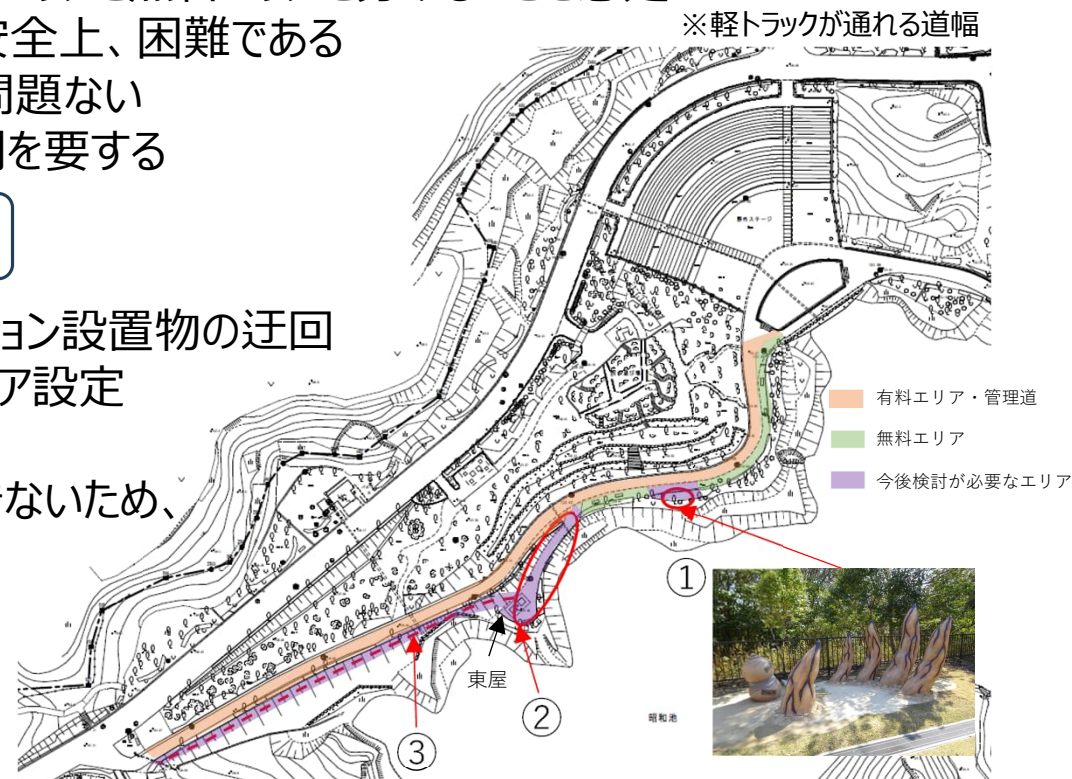 ※軽トラックが通れる道幅
安全上、困難である
問題ない
を要する
ョン設置物の迂回
ア設定
きないため、
野外ステージ
有料エリア・管理道
無料エリア
今後検討が必要なエリア
①
東屋
②
昭和池
③